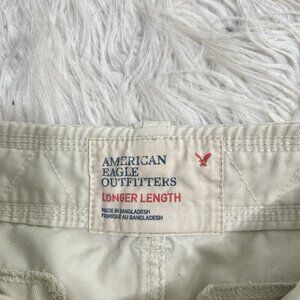 AMERICAN
EAGLE
OUTFITTERS
LONGER LENGTH
MADE IN BANGLADESH
FABRIQUÉ AU BANGLADESH